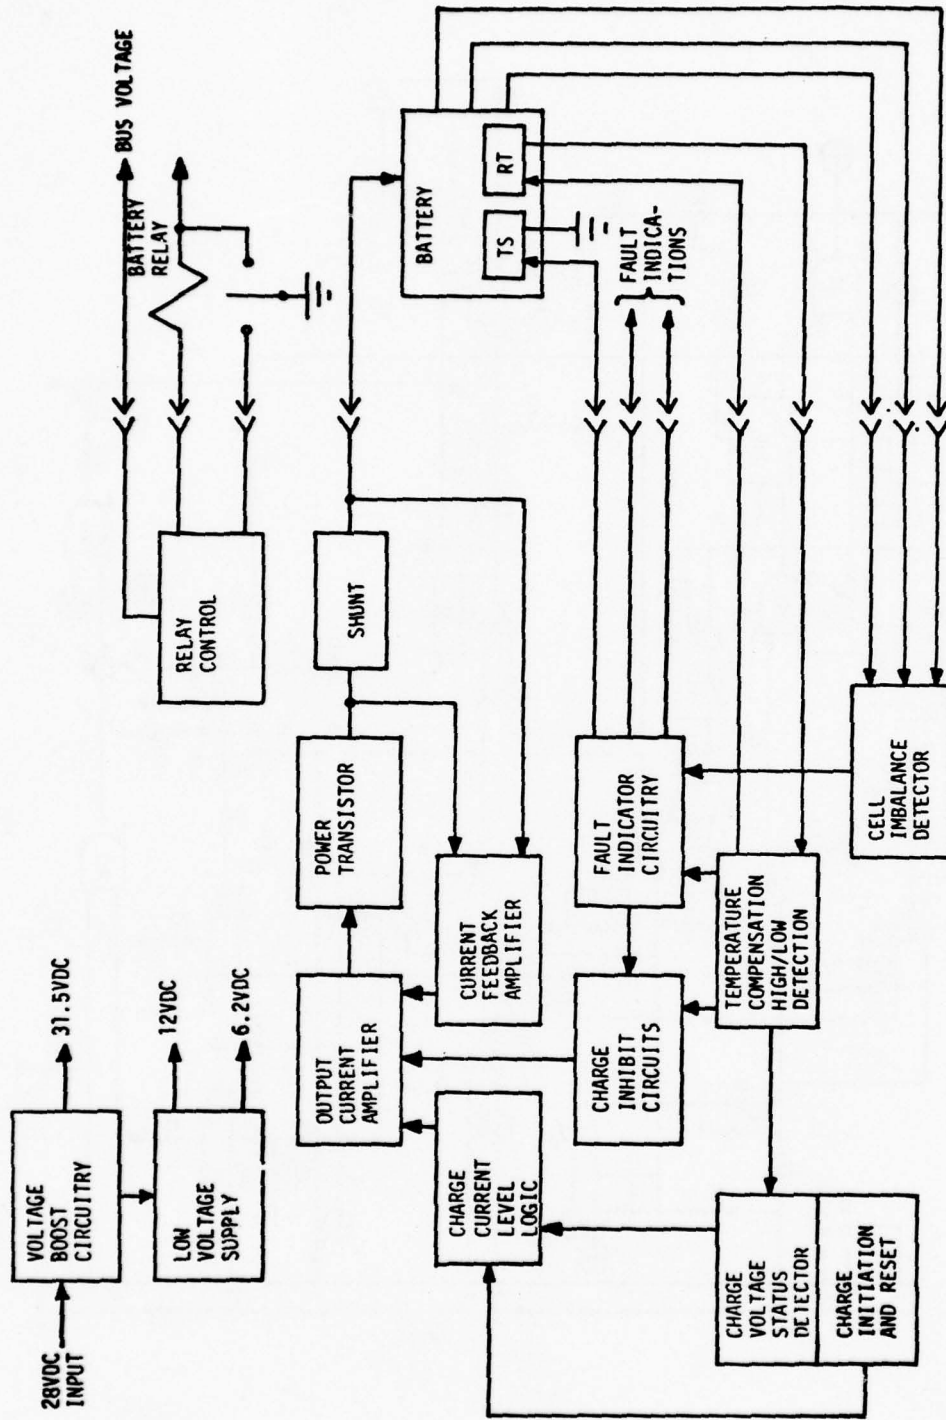 28VDC
INPUT
VOLTAGE
BOOST
CIRCUITRY
31.5VDC
LOW
VOLTAGE
SUPPLY
12VDC
6.2VDC
RELAY
CONTROL
BATTERY
RELAY
BUS VOLTAGE
OUTPUT
CURRENT
AMPLIFIER
POWER
TRANSISTOR
SHUNT
BATTERY
TS
RT
CHARGE
CURRENT
LEVEL
LOGIC
CURRENT
FEEDBACK
AMPLIFIER
CHARGE
INHIBIT
CIRCUITS
FAULT
INDICATOR
CIRCUITRY
FAULT
INDICA-
TIONS
CHARGE
VOLTAGE
STATUS
DETECTOR
CHARGE
INITIATION
AND RESET
TEMPERATURE
COMPENSATION
HIGH/LOW
DETECTION
CELL
IMBALANCE
DETECTOR